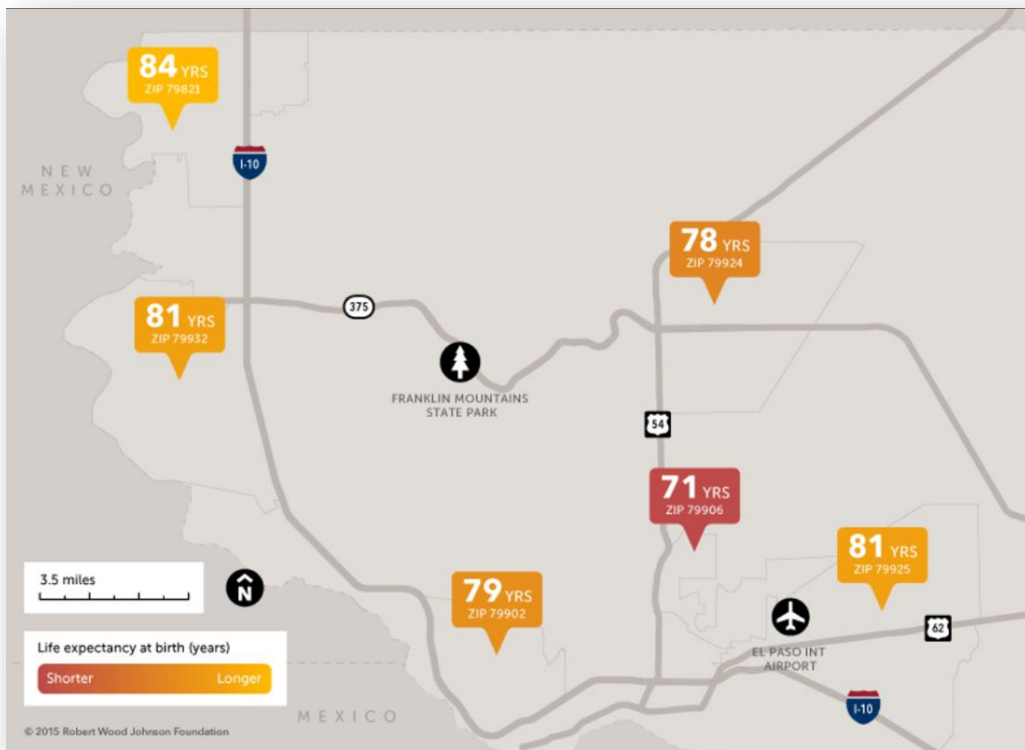 84 YRS
ZIP 79821
NEW
MEXICO
I-10
78 YRS
ZIP 79924
81 YRS
ZIP 79932
375
FRANKLIN MOUNTAINS
STATE PARK
54
71 YRS
ZIP 79906
81 YRS
ZIP 79925
3.5 miles
N
79 YRS
ZIP 79902
62
EL PASO INT
AIRPORT
Life expectancy at birth (years)
Shorter Longer
I-10
MEXICO
© 2015 Robert Wood Johnson Foundation